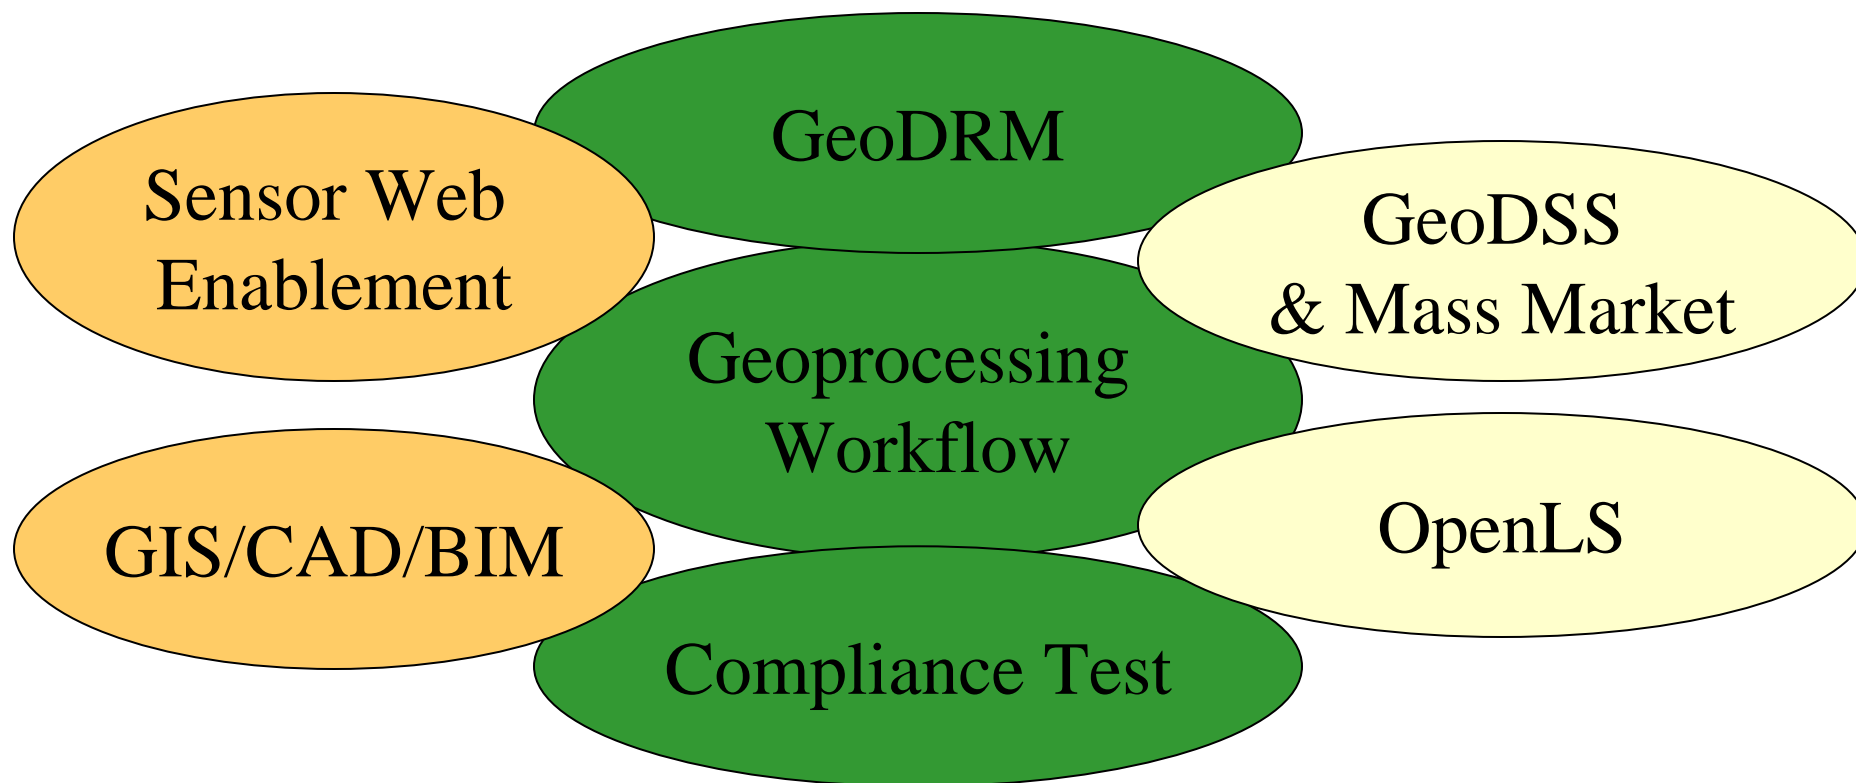 GeoDRM
Sensor Web
Enablement
GeoDSS
& Mass Market
Geoprocessing
Workflow
GIS/CAD/BIM
OpenLS
Compliance Test